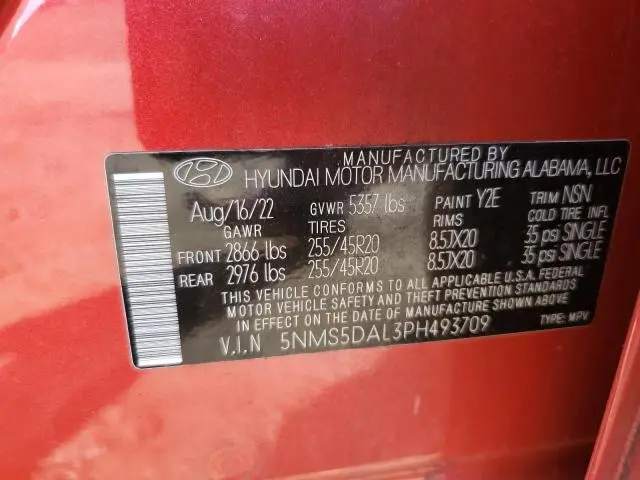 MANUFACTURED BY
HYUNDAI MOTOR MANUFACTURING ALABAMA, LLC
Aug/16/22 GVWR 5357 lbs PAINT Y2E TRIM NSN
GAWR TIRES RIMS COLD TIRE INFL
FRONT 2866 lbs 255/45R20 8.5JX20 35 psi SINGLE
REAR 2976 lbs 255/45R20 8.5JX20 35 psi SINGLE
THIS VEHICLE CONFORMS TO ALL APPLICABLE U.S.A. FEDERAL
MOTOR VEHICLE SAFETY AND THEFT PREVENTION STANDARDS
IN EFFECT ON THE DATE OF MANUFACTURE SHOWN ABOVE.
V.I.N 5NMS5DAL3PH493709 TYPE: MPV